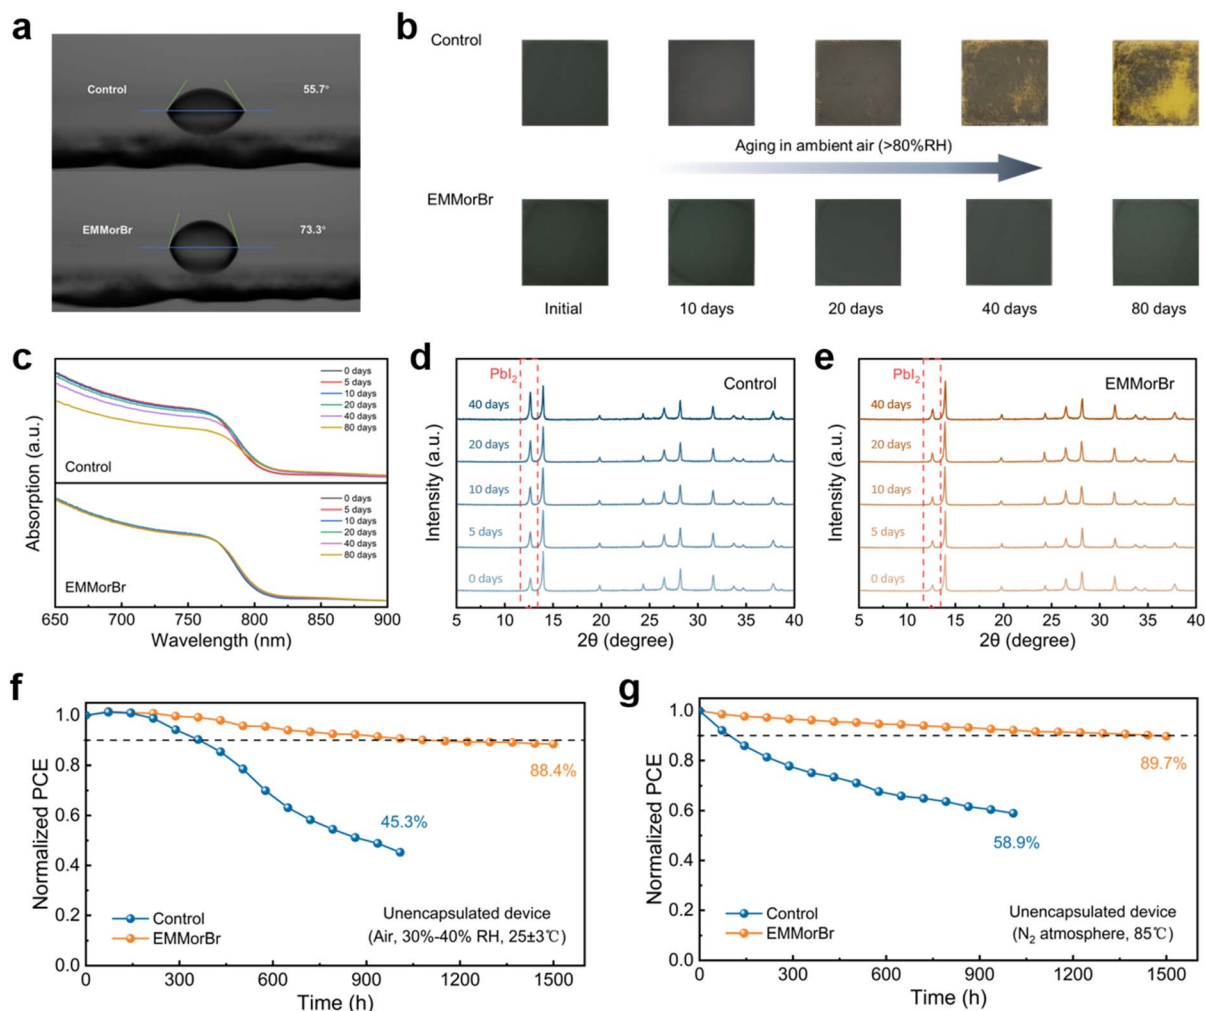 a
Control
55.7°
EMMorBr
73.3°
b
Control
Aging in ambient air (>80%RH)
EMMorBr
Initial
10 days
20 days
40 days
80 days
c
Absorption (a.u.)
0 days
5 days
10 days
20 days
40 days
80 days
Control
0 days
5 days
10 days
20 days
40 days
80 days
EMMorBr
650
700
750
800
850
900
Wavelength (nm)
d
Intensity (a.u.)
PbI₂
Control
40 days
20 days
10 days
5 days
0 days
5
10
15
20
25
30
35
40
2θ (degree)
e
Intensity (a.u.)
PbI₂
EMMorBr
40 days
20 days
10 days
5 days
0 days
5
10
15
20
25
30
35
40
2θ (degree)
f
Normalized PCE
1.0
0.8
0.6
0.4
0.2
0.0
88.4%
45.3%
Control
EMMorBr
Unencapsulated device
(Air, 30%-40% RH, 25±3℃)
0
300
600
900
1200
1500
Time (h)
g
Normalized PCE
1.0
0.8
0.6
0.4
0.2
0.0
89.7%
58.9%
Control
EMMorBr
Unencapsulated device
(N₂ atmosphere, 85℃)
0
300
600
900
1200
1500
Time (h)